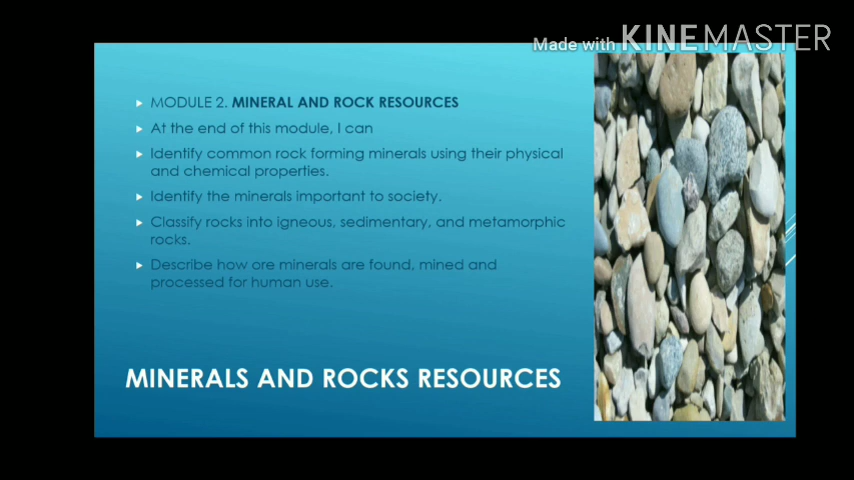 Made with KINEMASTER
MODULE 2. MINERAL AND ROCK RESOURCES
At the end of this module, I can
Identify common rock forming minerals using their physical
and chemical properties.
Identify the minerals important to society.
Classify rocks into igneous, sedimentary, and metamorphic
rocks.
Describe how ore minerals are found, mined and
processed for human use.
MINERALS AND ROCKS RESOURCES